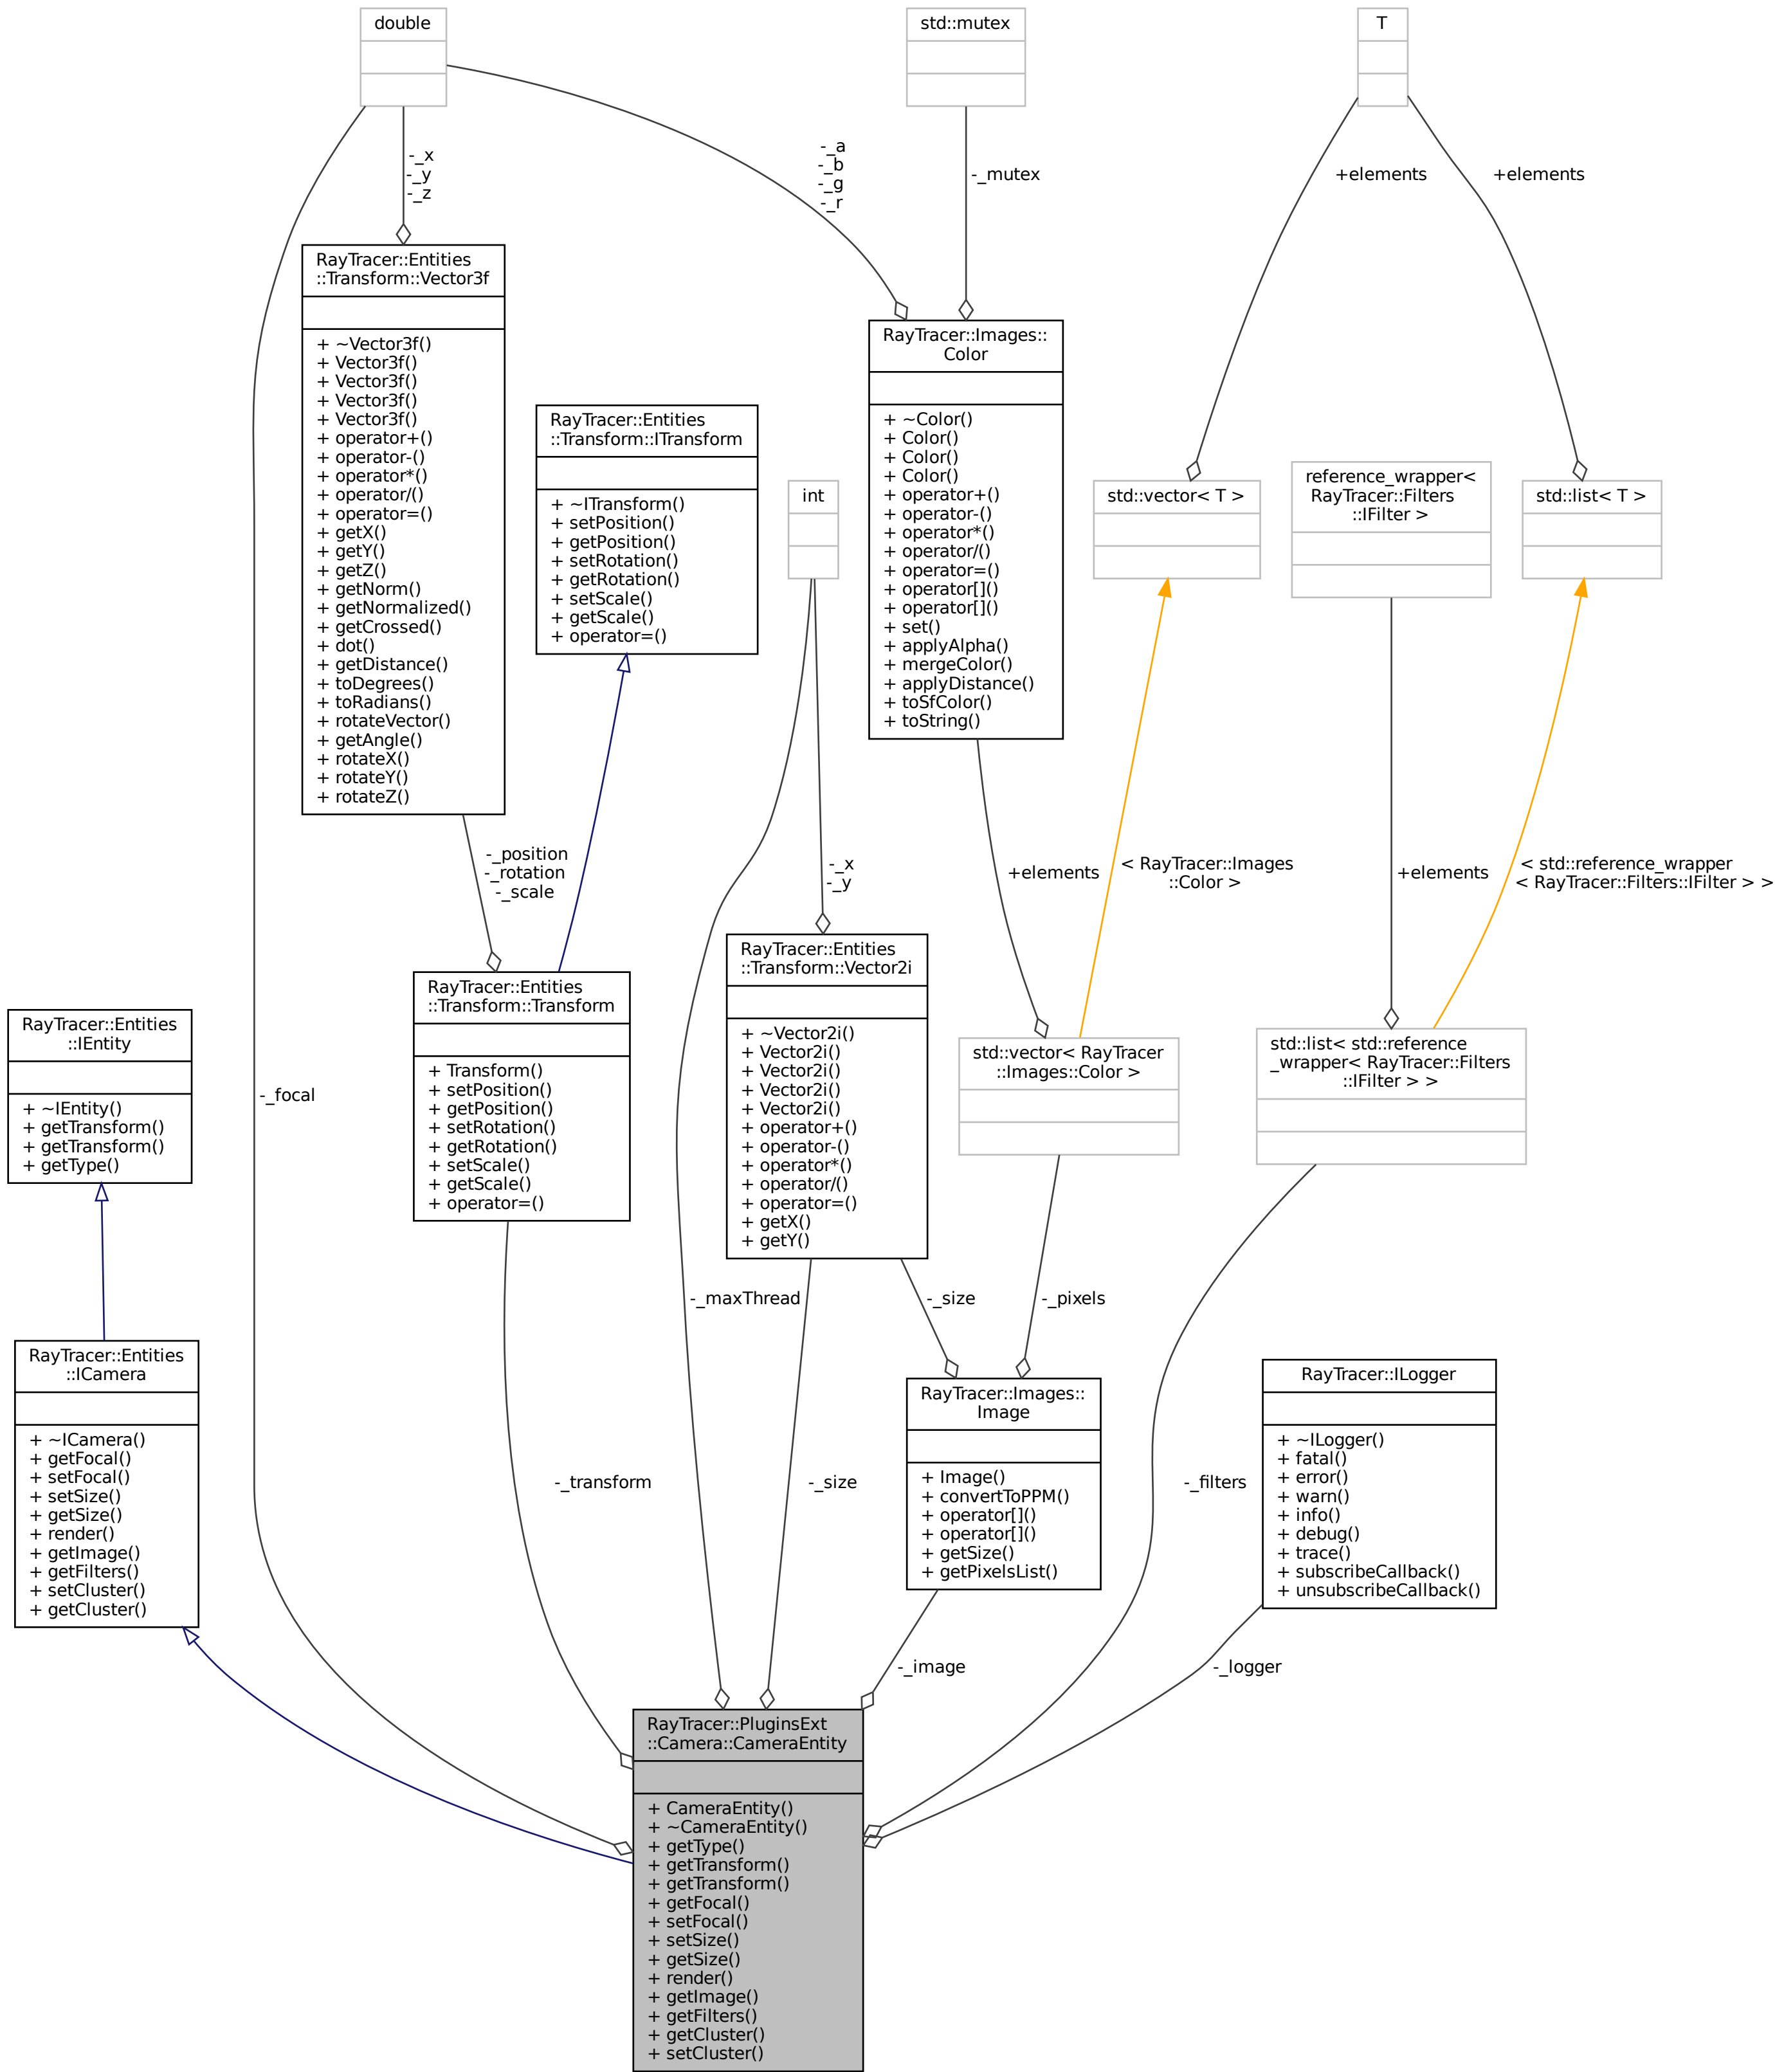 double
std::mutex
T
-_x
-_y
-_z
-_a
-_b
-_g
-_r
-_mutex
+elements
+elements
RayTracer::Entities
::Transform::Vector3f
+ ~Vector3f()
+ Vector3f()
+ Vector3f()
+ Vector3f()
+ Vector3f()
+ operator+()
+ operator-()
+ operator*()
+ operator/()
+ operator=()
+ getX()
+ getY()
+ getZ()
+ getNorm()
+ getNormalized()
+ getCrossed()
+ dot()
+ getDistance()
+ toDegrees()
+ toRadians()
+ rotateVector()
+ getAngle()
+ rotateX()
+ rotateY()
+ rotateZ()
RayTracer::Entities
::Transform::ITransform
+ ~ITransform()
+ setPosition()
+ getPosition()
+ setRotation()
+ getRotation()
+ setScale()
+ getScale()
+ operator=()
int
RayTracer::Images::
Color
+ ~Color()
+ Color()
+ Color()
+ Color()
+ operator+()
+ operator-()
+ operator*()
+ operator/()
+ operator=()
+ operator[]()
+ operator[]()
+ set()
+ applyAlpha()
+ mergeColor()
+ applyDistance()
+ toSfColor()
+ toString()
std::vector< T >
reference_wrapper<
RayTracer::Filters
::IFilter >
std::list< T >
-_position
-_rotation
-_scale
-_x
-_y
+elements
< RayTracer::Images
::Color >
+elements
< std::reference_wrapper
< RayTracer::Filters::IFilter > >
RayTracer::Entities
::IEntity
+ ~IEntity()
+ getTransform()
+ getTransform()
+ getType()
-_focal
RayTracer::Entities
::Transform::Transform
+ Transform()
+ setPosition()
+ getPosition()
+ setRotation()
+ getRotation()
+ setScale()
+ getScale()
+ operator=()
RayTracer::Entities
::Transform::Vector2i
+ ~Vector2i()
+ Vector2i()
+ Vector2i()
+ Vector2i()
+ Vector2i()
+ operator+()
+ operator-()
+ operator*()
+ operator/()
+ operator=()
+ getX()
+ getY()
std::vector< RayTracer
::Images::Color >
std::list< std::reference
_wrapper< RayTracer::Filters
::IFilter > >
-_maxThread
-_size
-_pixels
RayTracer::Entities
::ICamera
+ ~ICamera()
+ getFocal()
+ setFocal()
+ setSize()
+ getSize()
+ render()
+ getImage()
+ getFilters()
+ setCluster()
+ getCluster()
-_transform
-_size
RayTracer::Images::
Image
+ Image()
+ convertToPPM()
+ operator[]()
+ operator[]()
+ getSize()
+ getPixelsList()
-_filters
RayTracer::ILogger
+ ~ILogger()
+ fatal()
+ error()
+ warn()
+ info()
+ debug()
+ trace()
+ subscribeCallback()
+ unsubscribeCallback()
-_image
-_logger
RayTracer::PluginsExt
::Camera::CameraEntity
+ CameraEntity()
+ ~CameraEntity()
+ getType()
+ getTransform()
+ getTransform()
+ getFocal()
+ setFocal()
+ setSize()
+ getSize()
+ render()
+ getImage()
+ getFilters()
+ getCluster()
+ setCluster()